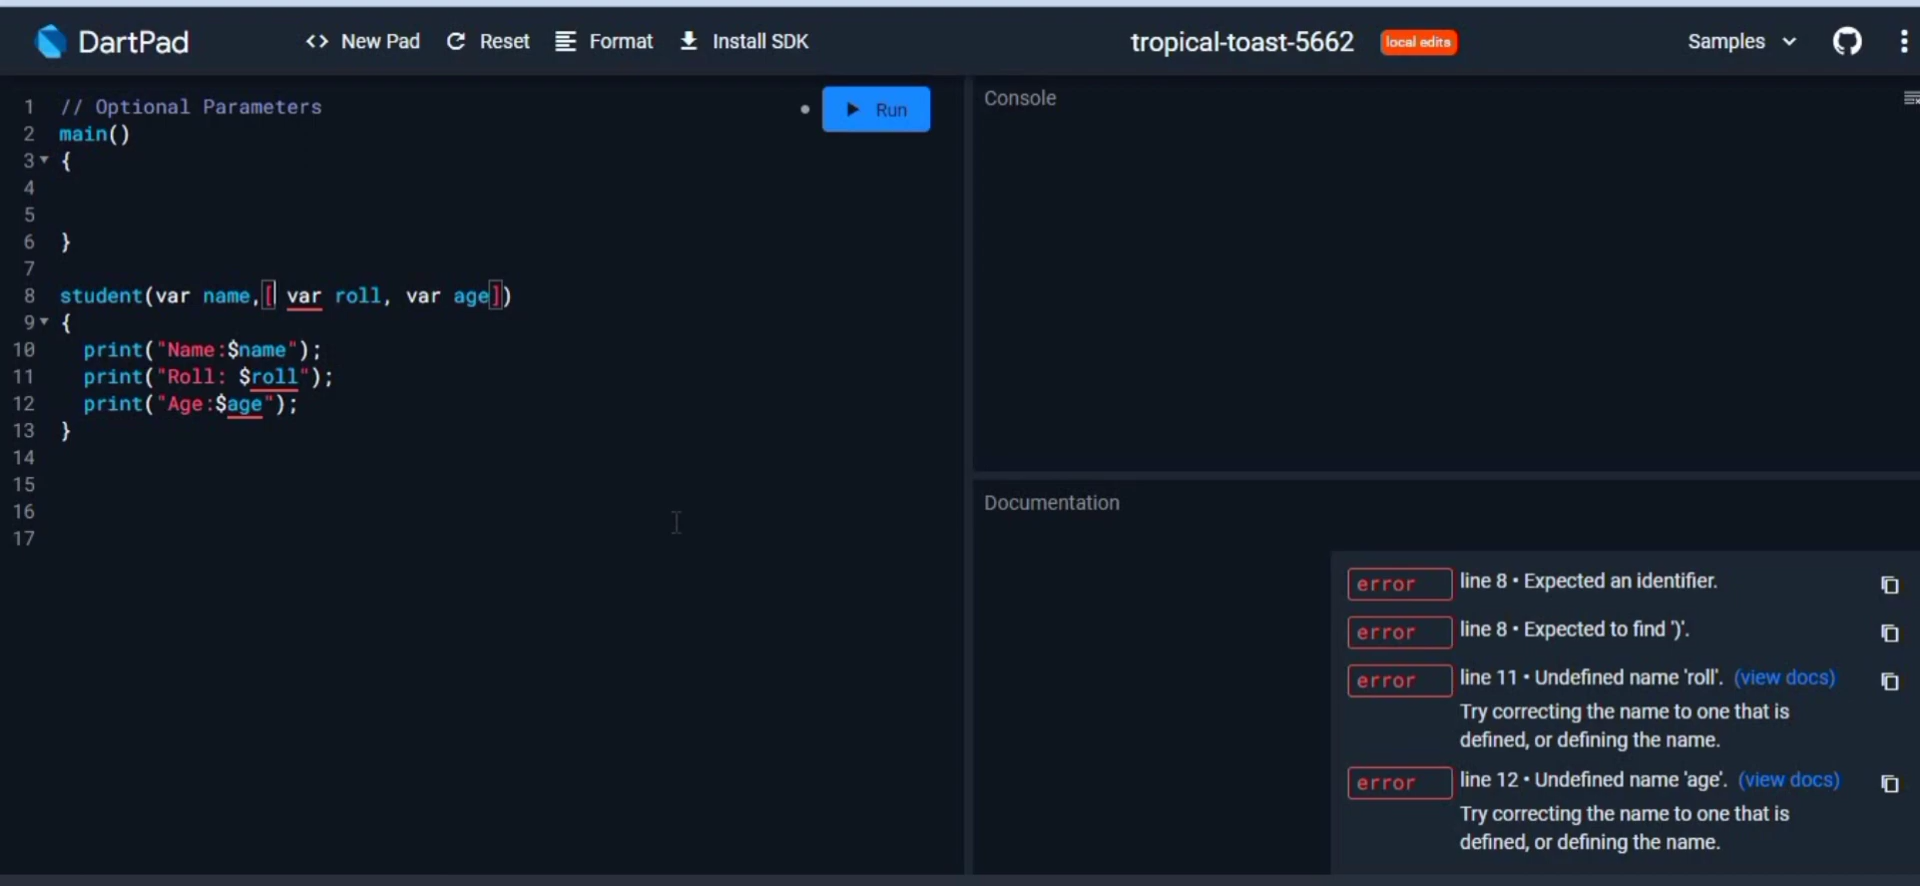 DartPad
<> New Pad
Reset
Format
Install SDK
tropical-toast-5662
local edits
Samples
1 // Optional Parameters
2 main()
3 {
4
5
6 }
7
8 student(var name,[ var roll, var age])
9 {
10 print("Name:$name");
11 print("Roll: $roll");
12 print("Age:$age");
13 }
14
15
16
17
Run
Console
Documentation
error line 8 • Expected an identifier.
error line 8 • Expected to find ')'.
error line 11 • Undefined name 'roll'. (view docs)
Try correcting the name to one that is
defined, or defining the name.
error line 12 • Undefined name 'age'. (view docs)
Try correcting the name to one that is
defined, or defining the name.